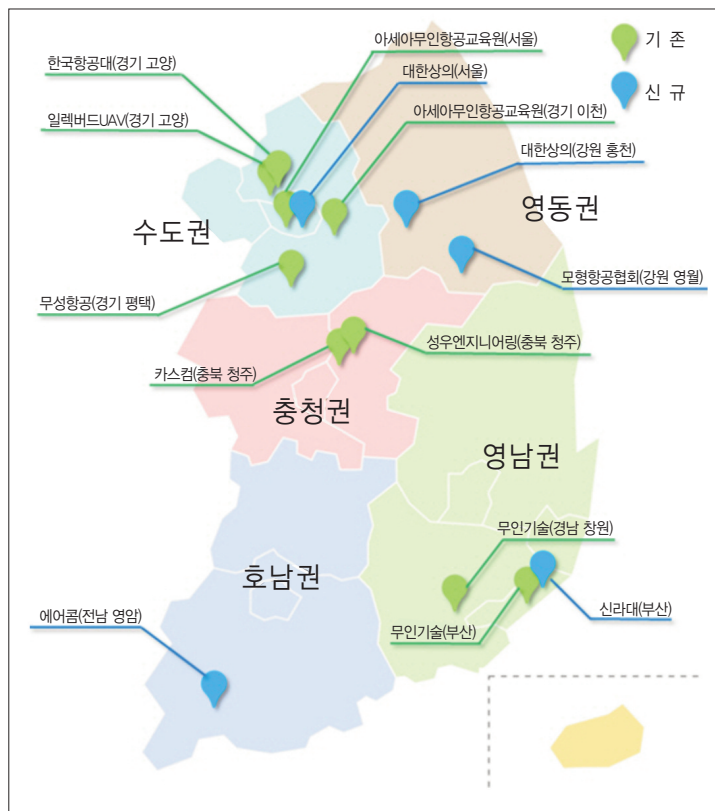 아세아무인항공교육원(서울)
기 존
한국항공대(경기 고양)
대한상의(서울)
신 규
일렉버드UAV(경기 고양)
아세아무인항공교육원(경기 이천)
대한상의(강원 홍천)
수도권
영동권
모형항공협회(강원 영월)
무성항공(경기 평택)
성우엔지니어링(충북 청주)
카스컴(충북 청주)
충청권
영남권
무인기술(경남 창원)
호남권
신라대(부산)
에어콤(전남 영암)
무인기술(부산)